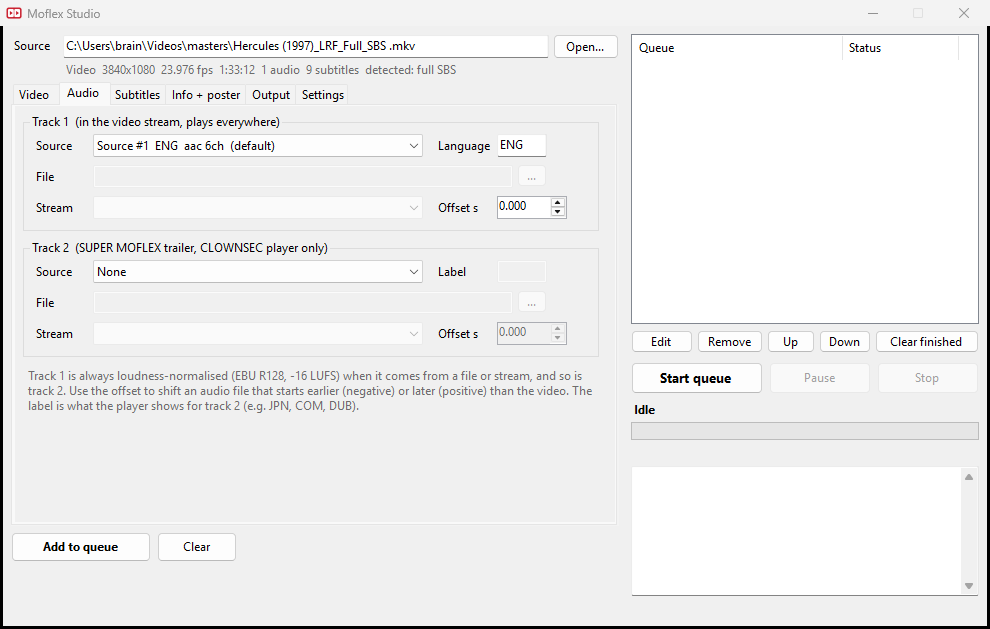 Moflex Studio
Source C:\Users\brain\Videos\masters\Hercules (1997)_LRF_Full_SBS .mkv Open...
Video 3840x1080 23.976 fps 1:33:12 1 audio 9 subtitles detected: full SBS
Video Audio Subtitles Info + poster Output Settings
Track 1 (in the video stream, plays everywhere)
Source Source #1 ENG aac 6ch (default) Language ENG
File ...
Stream Offset s 0.000
Track 2 (SUPER MOFLEX trailer, CLOWNSEC player only)
Source None Label
File ...
Stream Offset s 0.000
Track 1 is always loudness-normalised (EBU R128, -16 LUFS) when it comes from a file or stream, and so is
track 2. Use the offset to shift an audio file that starts earlier (negative) or later (positive) than the video. The
label is what the player shows for track 2 (e.g. JPN, COM, DUB).
Add to queue Clear
Queue Status
Edit Remove Up Down Clear finished
Start queue Pause Stop
Idle